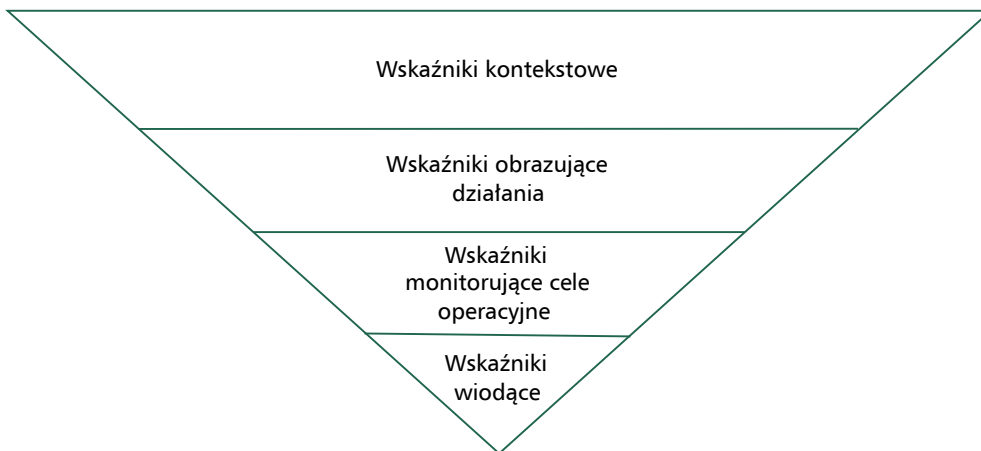 Wskaźniki kontekstowe
Wskaźniki obrazujące
działania
Wskaźniki
monitorujące cele
operacyjne
Wskaźniki
wiodące